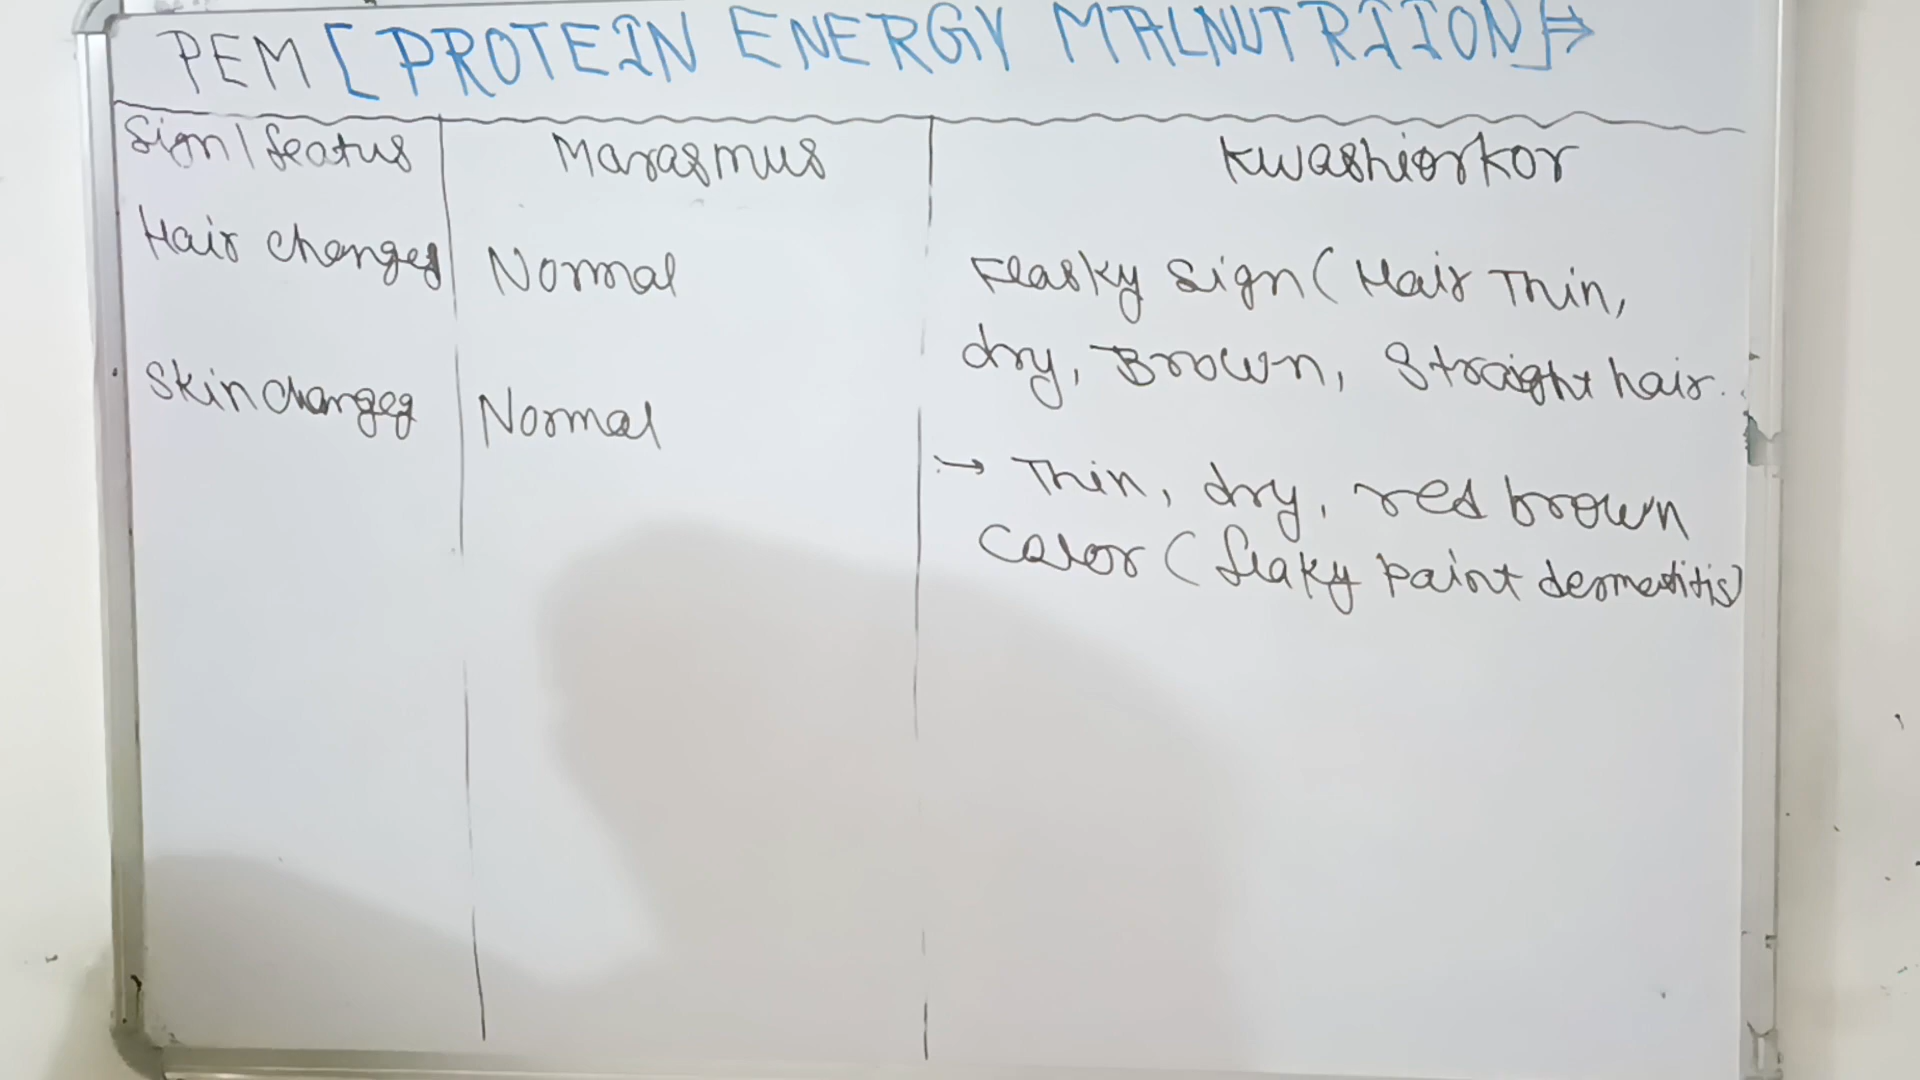 PEM [PROTEIN ENERGY MALNUTRITION]⇒
Sign/featus Marasmus Kwashiorkor
Hair changes Normal Flasky Sign (Hair Thin,
dry, Brown, Straight hair.
Skin changes Normal
→ Thin, dry, red brown
Color (flaky paint dermatitis)